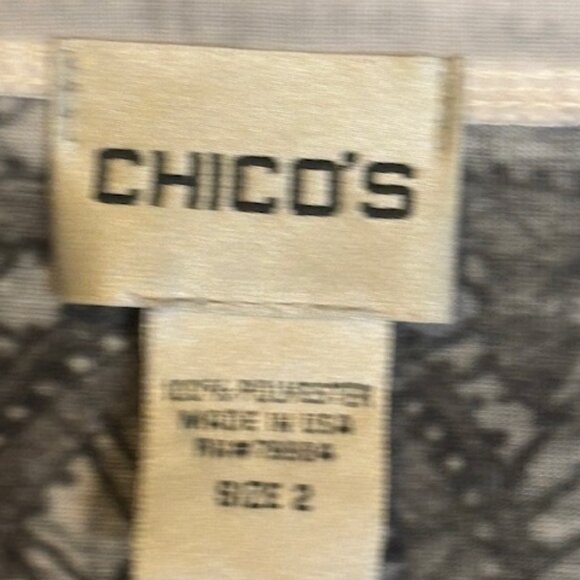 CHICO'S
100% POLYESTER
MADE IN USA
SIZE 2